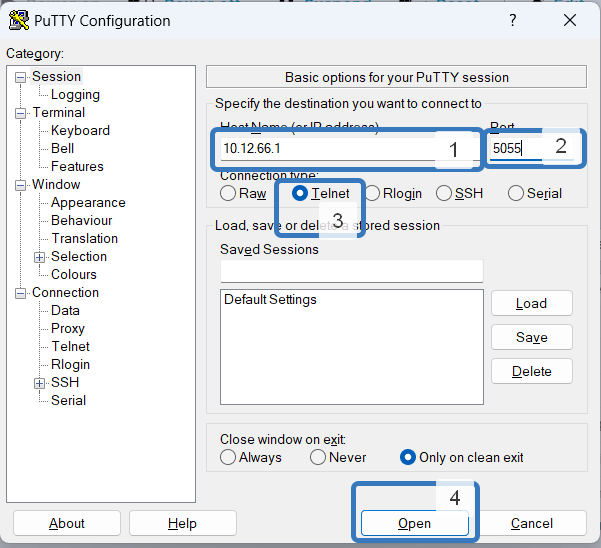 PuTTY Configuration
?
Category:
Session
Logging
Terminal
Keyboard
Bell
Features
Window
Appearance
Behaviour
Translation
Selection
Colours
Connection
Data
Proxy
Telnet
Rlogin
SSH
Serial
Basic options for your PuTTY session
Specify the destination you want to connect to
Host Name (or IP address)
Port
10.12.66.1
1
5055
2
Connection type:
Raw
Telnet
Rlogin
SSH
Serial
3
Load, save or delete a stored session
Saved Sessions
Default Settings
Load
Save
Delete
Close window on exit:
Always
Never
Only on clean exit
4
About
Help
Open
Cancel